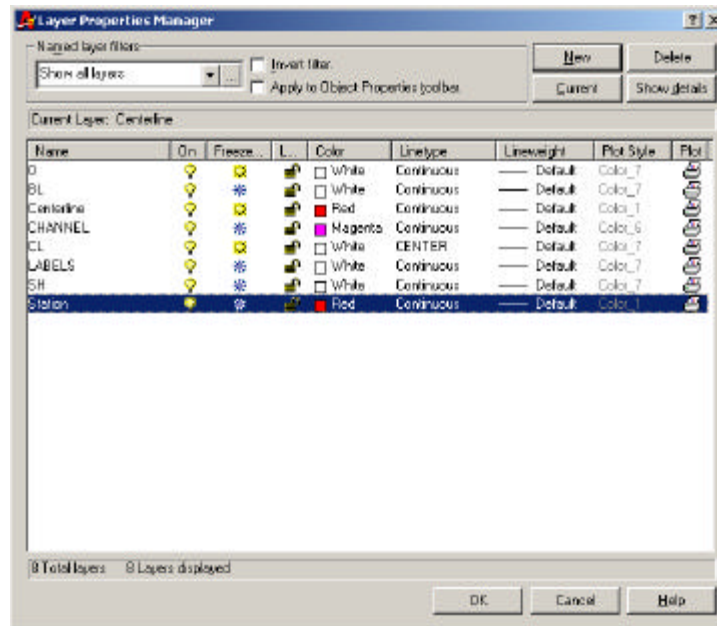 Layer Properties Manager
Named layer filters
Show all layers
...
Invert filter
Apply to Object Properties toolbar
New
Delete
Current
Show details
Current Layer: Centerline
Name On Freeze... L... Color Linetype Lineweight Plot Style Plot
0 White Continuous Default Color_7
BL White Continuous Default Color_7
Centerline Red Continuous Default Color_1
CHANNEL Magenta Continuous Default Color_6
CL White CENTER Default Color_7
LABELS White Continuous Default Color_7
SH White Continuous Default Color_7
Station Red Continuous Default Color_1
8 Total layers 8 Layers displayed
OK Cancel Help